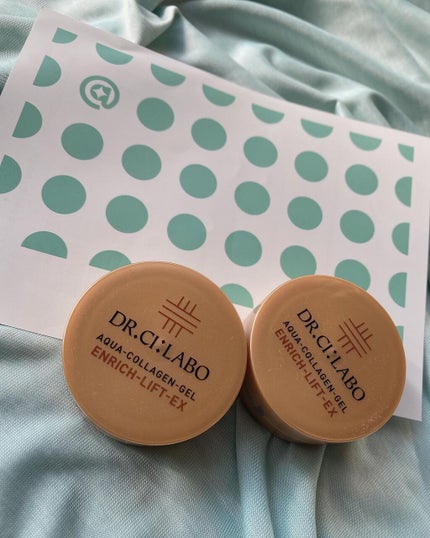 DR.CI:LABO
AQUA-COLLAGEN-GEL
ENRICH-LIFT-EX
DR.CI:LABO
AQUA-COLLAGEN-GEL
ENRICH-LIFT-EX